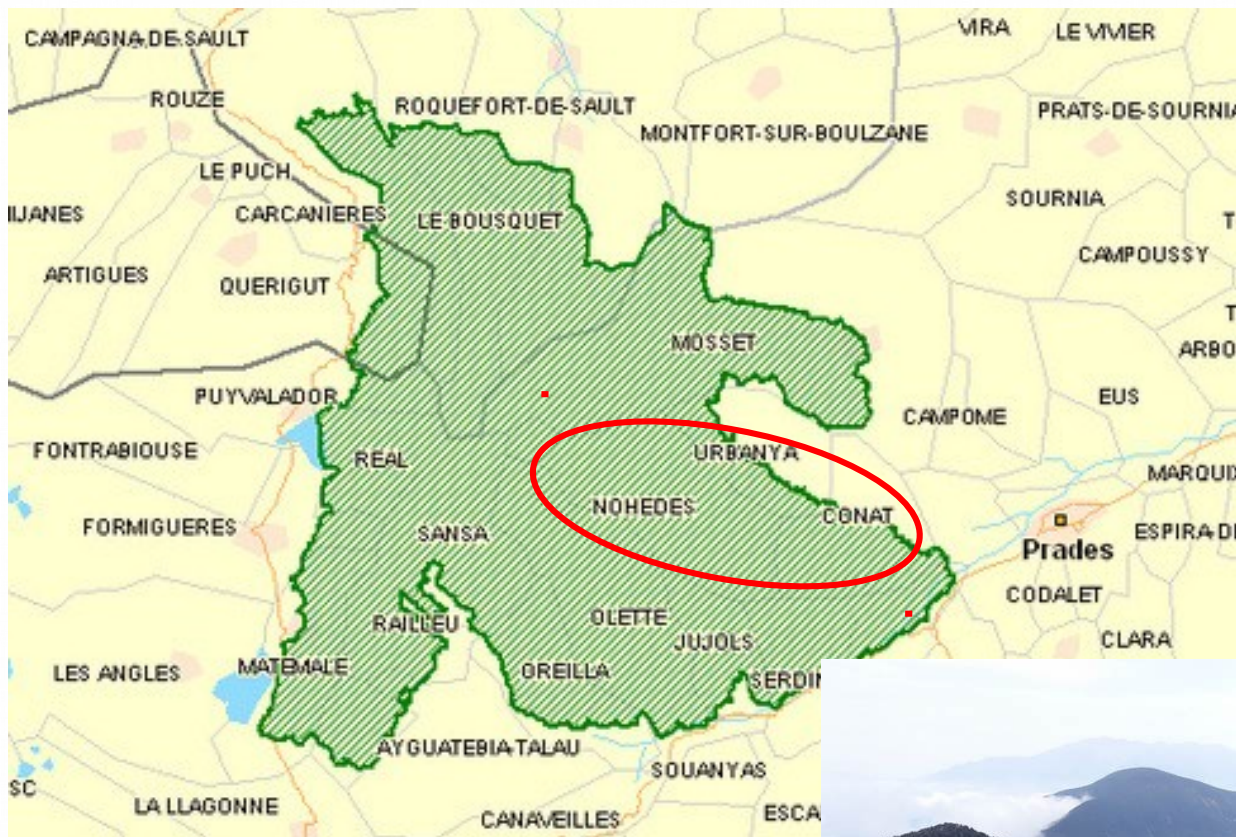 VIRA
LE VIVIER
CAMPAGNA-DE-SAULT
ROUZE
ROQUEFORT-DE-SAULT
PRATS-DE-SOURNIA
MONTFORT-SUR-BOULZANE
LE PUCH
SOURNIA
IJANES
CARCANIERES
LE BOUSQUET
T
CAMPOUSSY
ARTIGUES
QUERIGUT
T
MOSSET
ARBO
PUYVALADOR
EUS
CAMPOME
FONTRABIOUSE
REAL
URBANYA
MARQUIX
NOHEDES
CONAT
FORMIGUERES
SANSA
Prades
ESPIRA-DE
CODALET
RAILLEU
OLETTE
JUJOLS
CLARA
LES ANGLES
MATEMALE
OREILLA
SERDIN
AYGUATEBIA-TALAU
SOUANYAS
SC
LA LLAGONNE
CANAVEILLES
ESCA